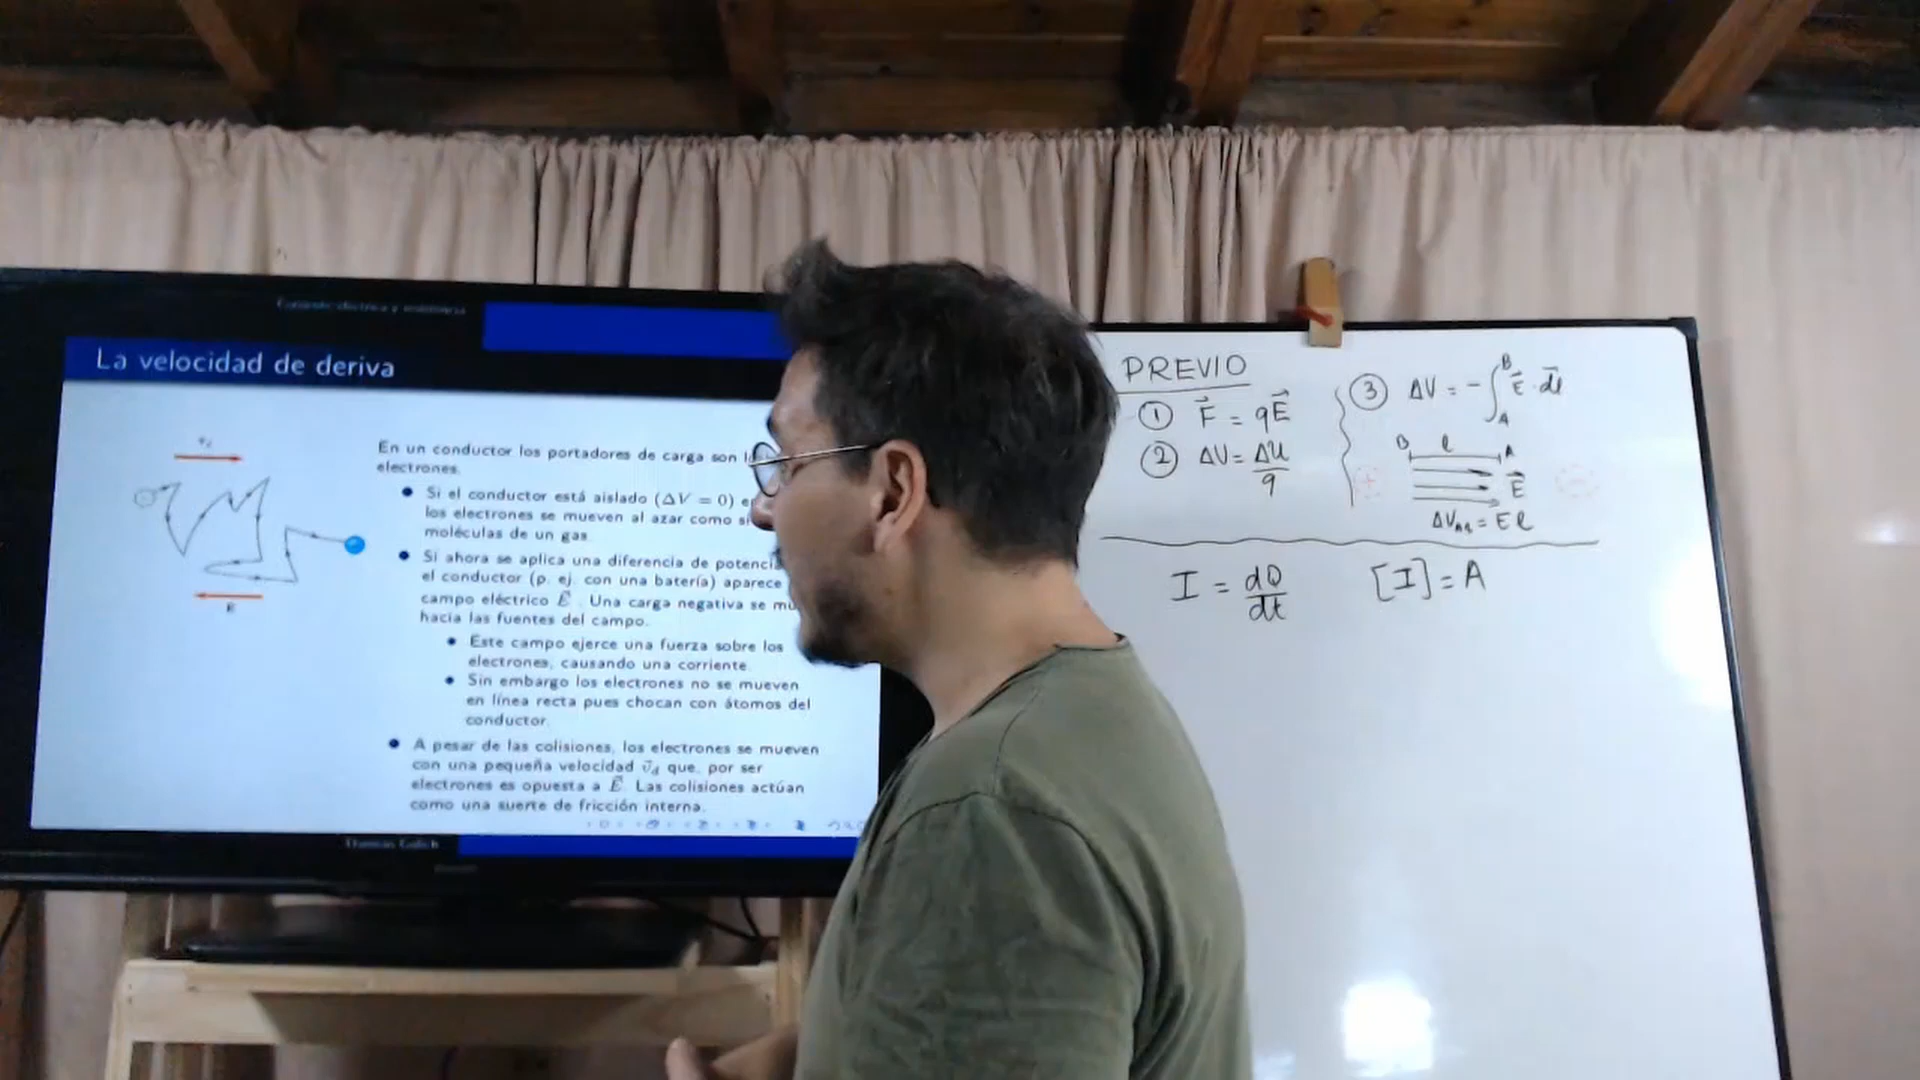 Corriente eléctrica y resistencia
La velocidad de deriva
En un conductor los portadores de carga son
electrones.
Si el conductor está aislado (ΔV = 0)
los electrones se mueven al azar como
moléculas de un gas.
Si ahora se aplica una diferencia de
el conductor (p. ej. con una batería) aparece
campo eléctrico E⃗. Una carga negativa se
hacia las fuentes del campo.
Este campo ejerce una fuerza sobre los
electrones, causando una corriente.
Sin embargo los electrones no se mueven
en línea recta pues chocan con átomos del
conductor.
A pesar de las colisiones, los electrones se mueven
con una pequeña velocidad v⃗d que, por ser
electrones es opuesta a E⃗. Las colisiones actúan
como una suerte de fricción interna.
PREVIO
① F⃗ = qE⃗
② ΔV = ΔU/q
③ ΔV = -∫_A^B E⃗ · dl⃗
B ℓ A
+ E⃗ -
ΔV = Eℓ
I = dQ/dt [I] = A